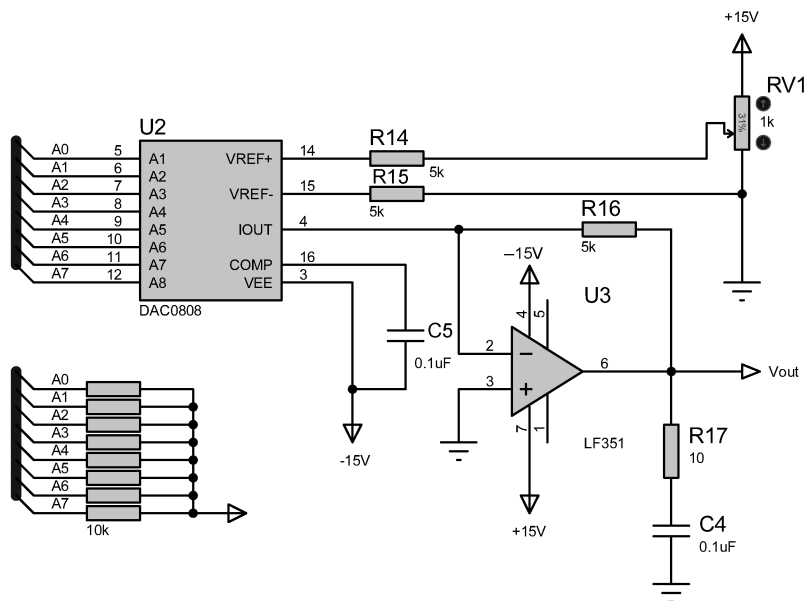 +15V
RV1
31%
1k
U2
A0 5 A1 VREF+ 14 R14 5k
A1 6 A2
A2 7 A3 VREF- 15 R15 5k
A3 8 A4
A4 9 A5 IOUT 4 R16 5k
A5 10 A6
A6 11 A7 COMP 16
A7 12 A8 VEE 3
DAC0808
C5
0.1uF
-15V
–15V
U3
4 5
2
3
6
7 1
LF351
+15V
Vout
R17
10
C4
0.1uF
A0
A1
A2
A3
A4
A5
A6
A7
10k